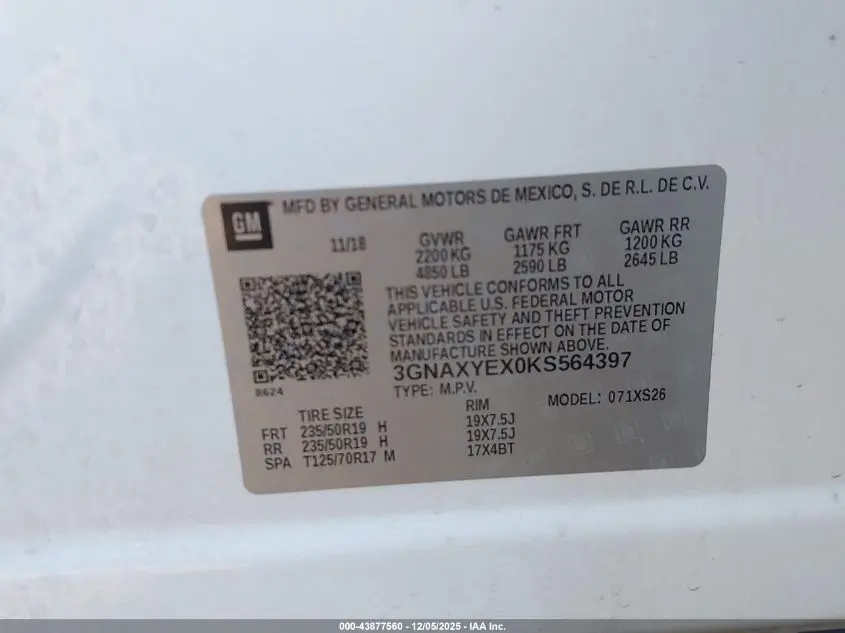 GM
MFD BY GENERAL MOTORS DE MEXICO, S. DE R.L. DE C.V.
11/18 GVWR GAWR FRT GAWR RR
2200 KG 1175 KG 1200 KG
4850 LB 2590 LB 2645 LB
THIS VEHICLE CONFORMS TO ALL
APPLICABLE U.S. FEDERAL MOTOR
VEHICLE SAFETY AND THEFT PREVENTION
STANDARDS IN EFFECT ON THE DATE OF
MANUFACTURE SHOWN ABOVE.
B624
3GNAXYEX0KS564397
TYPE: M.P.V. MODEL: 071XS26
TIRE SIZE RIM
FRT 235/50R19 H 19X7.5J
RR 235/50R19 H 19X7.5J
SPA T125/70R17 M 17X4BT
000-43877560 - 12/05/2025 - IAA Inc.